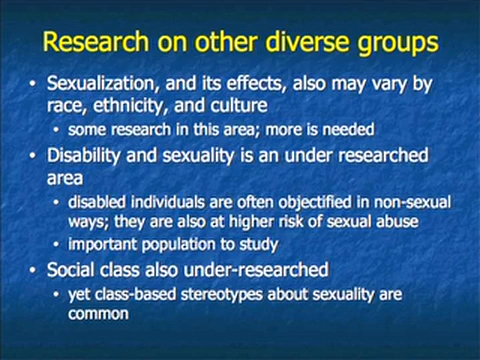 Research on other diverse groups
• Sexualization, and its effects, also may vary by
race, ethnicity, and culture
• some research in this area; more is needed
• Disability and sexuality is an under researched
area
• disabled individuals are often objectified in non-sexual
ways; they are also at higher risk of sexual abuse
• important population to study
• Social class also under-researched
• yet class-based stereotypes about sexuality are
common